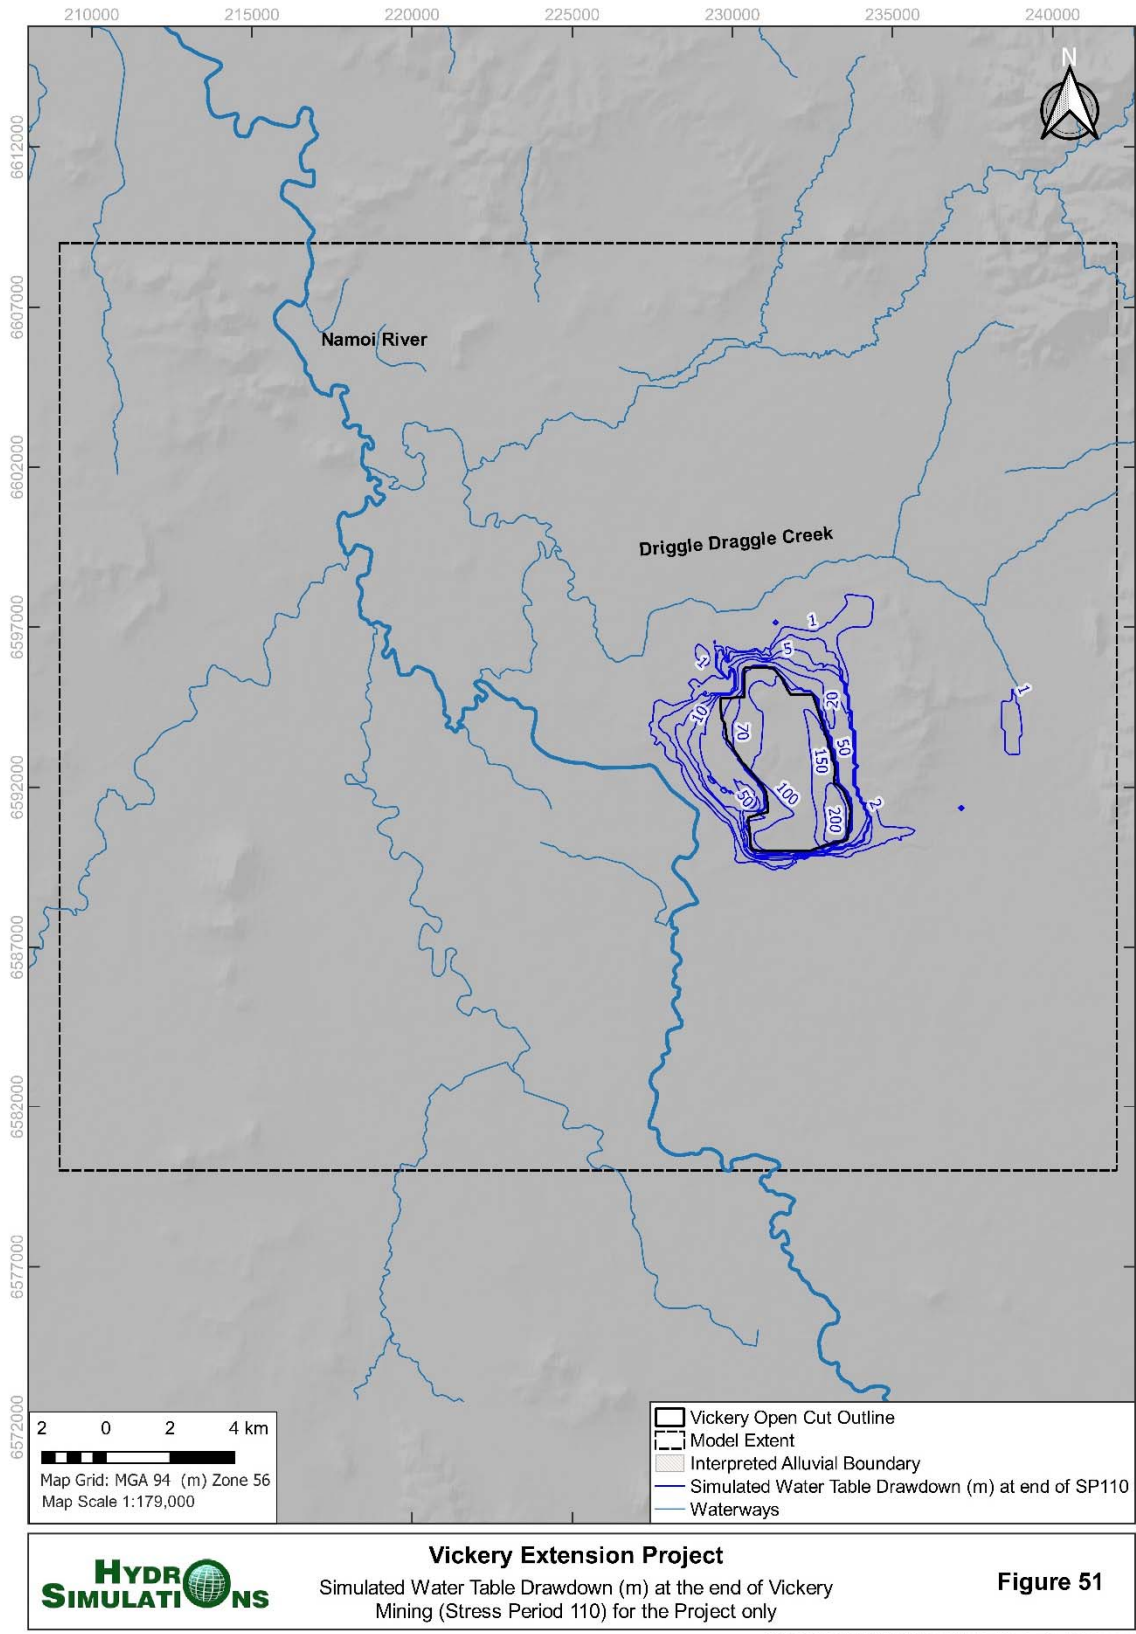 210000 215000 220000 225000 230000 235000 240000
N
6612000
6607000
6602000
6597000
6592000
6587000
6582000
6577000
6572000
Namoi River
Driggle Draggle Creek
1
5
1
1
10
20
70
50
150
50
100
2
200
2 0 2 4 km
Map Grid: MGA 94 (m) Zone 56
Map Scale 1:179,000
Vickery Open Cut Outline
Model Extent
Interpreted Alluvial Boundary
Simulated Water Table Drawdown (m) at end of SP110
Waterways
HYDRO
SIMULATIONS
Vickery Extension Project
Simulated Water Table Drawdown (m) at the end of Vickery
Mining (Stress Period 110) for the Project only
Figure 51